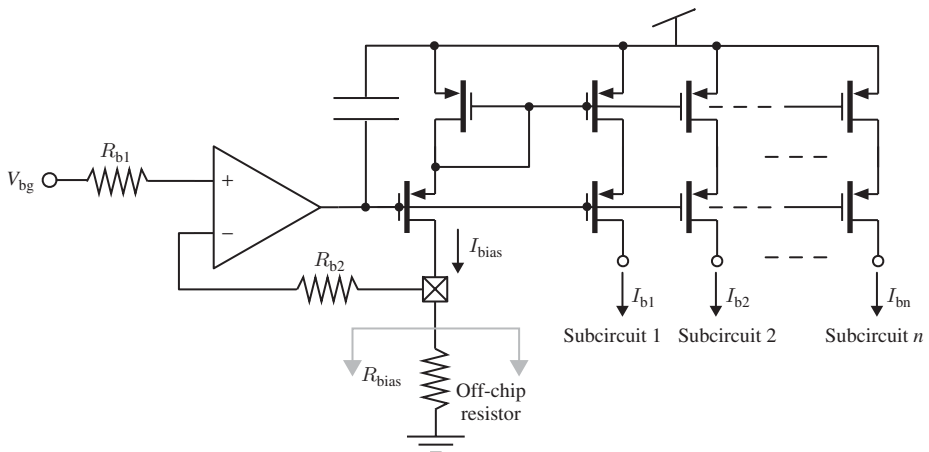 R_b1
V_bg
+
−
R_b2
I_bias
I_b1
I_b2
I_bn
Subcircuit 1
Subcircuit 2
Subcircuit n
R_bias
Off-chip
resistor